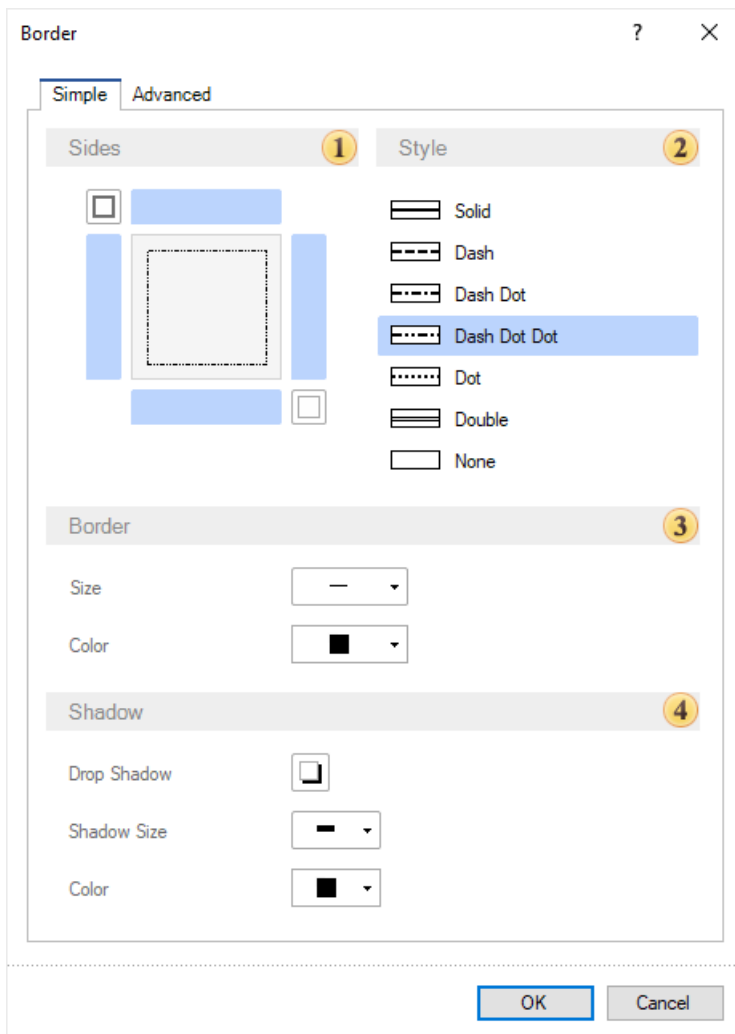 Border ?
Simple Advanced
Sides 1 Style 2
Solid
Dash
Dash Dot
Dash Dot Dot
Dot
Double
None
Border 3
Size
Color
Shadow 4
Drop Shadow
Shadow Size
Color
OK Cancel